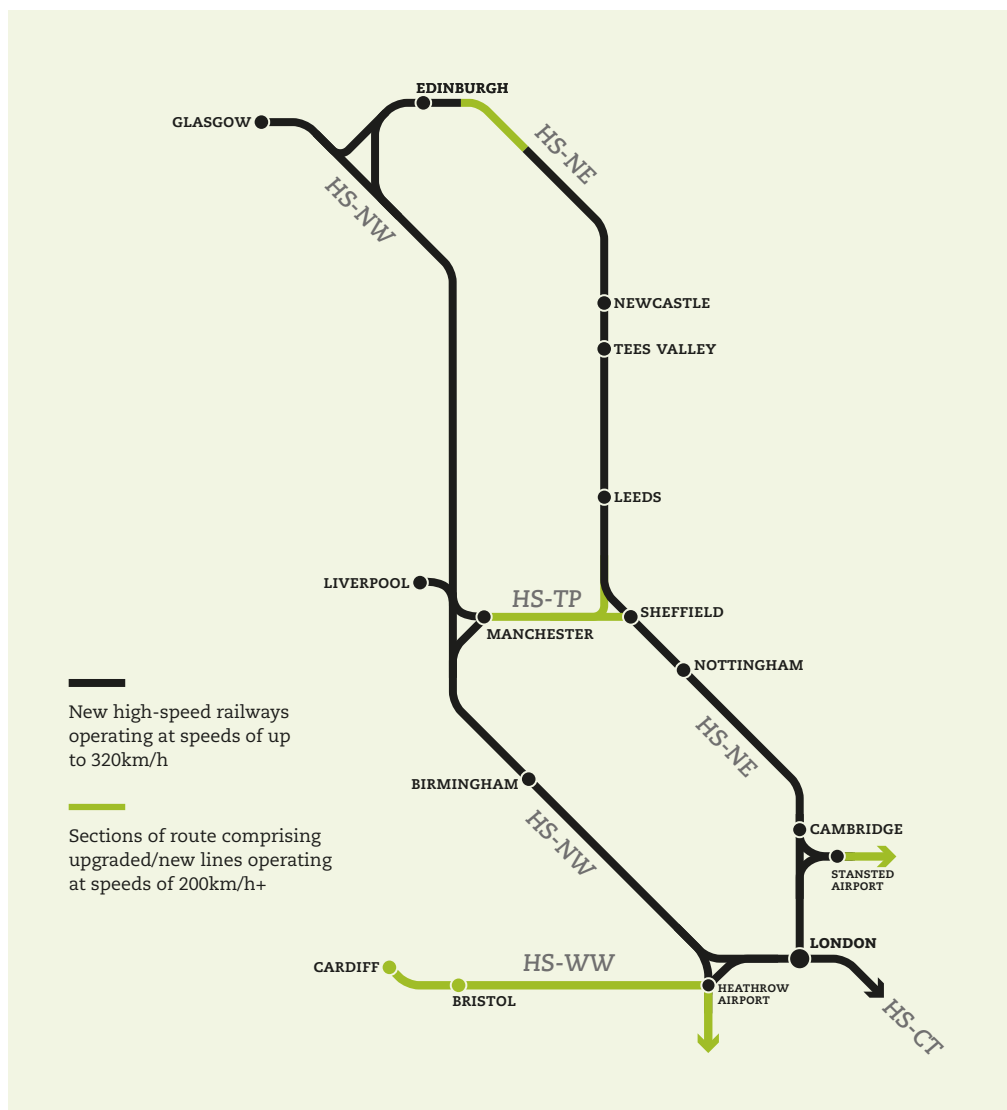 EDINBURGH
GLASGOW
HS-NE
HS-NW
NEWCASTLE
TEES VALLEY
LEEDS
LIVERPOOL
HS-TP
SHEFFIELD
MANCHESTER
NOTTINGHAM
New high-speed railways
operating at speeds of up
to 320km/h
HS-NE
BIRMINGHAM
Sections of route comprising
upgraded/new lines operating
at speeds of 200km/h+
HS-NW
CAMBRIDGE
STANSTED
AIRPORT
LONDON
CARDIFF
HS-WW
BRISTOL
HEATHROW
AIRPORT
HS-CT